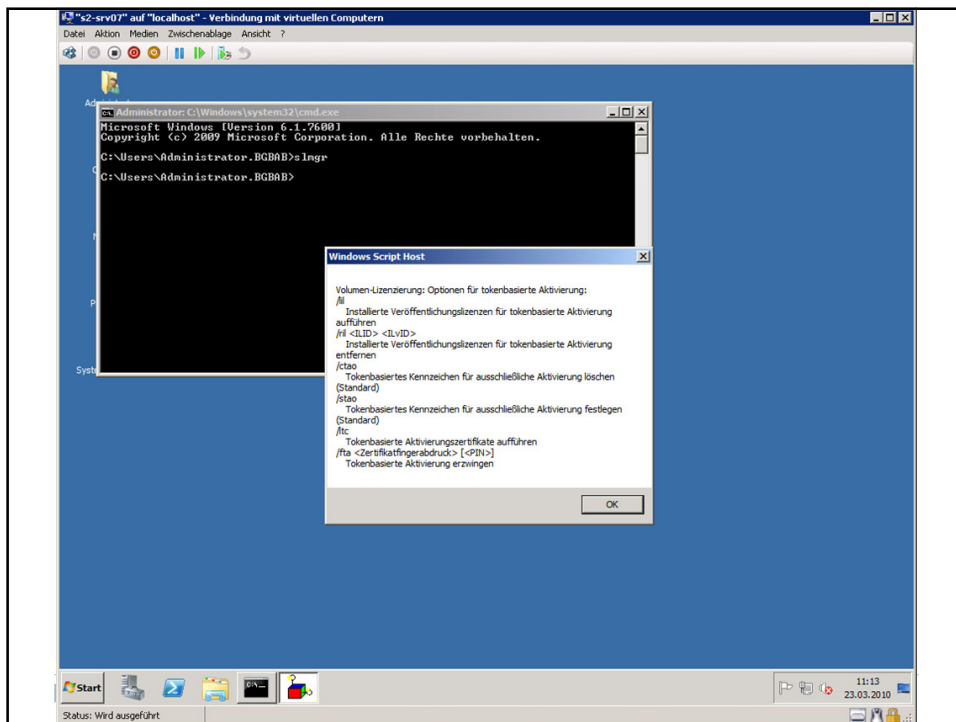 "s2-srv07" auf "localhost" - Verbindung mit virtuellen Computern
Datei Aktion Medien Zwischenablage Ansicht ?
Administrator: C:\Windows\system32\cmd.exe
Microsoft Windows [Version 6.1.7600]
Copyright (c) 2009 Microsoft Corporation. Alle Rechte vorbehalten.
C:\Users\Administrator.BGBAB>slmgr
C:\Users\Administrator.BGBAB>
Windows Script Host
Volumen-Lizenzierung: Optionen für tokenbasierte Aktivierung:
/lil
Installierte Veröffentlichungslizenzen für tokenbasierte Aktivierung
aufführen
/ril <ILID> <ILvID>
Installierte Veröffentlichungslizenzen für tokenbasierte Aktivierung
entfernen
/ctao
Tokenbasiertes Kennzeichen für ausschließliche Aktivierung löschen
(Standard)
/stao
Tokenbasiertes Kennzeichen für ausschließliche Aktivierung festlegen
(Standard)
/ltc
Tokenbasierte Aktivierungszertifikate aufführen
/fta <Zertifikatfingerabdruck> [<PIN>]
Tokenbasierte Aktivierung erzwingen
OK
Syst
Start
11:13
23.03.2010
Status: Wird ausgeführt